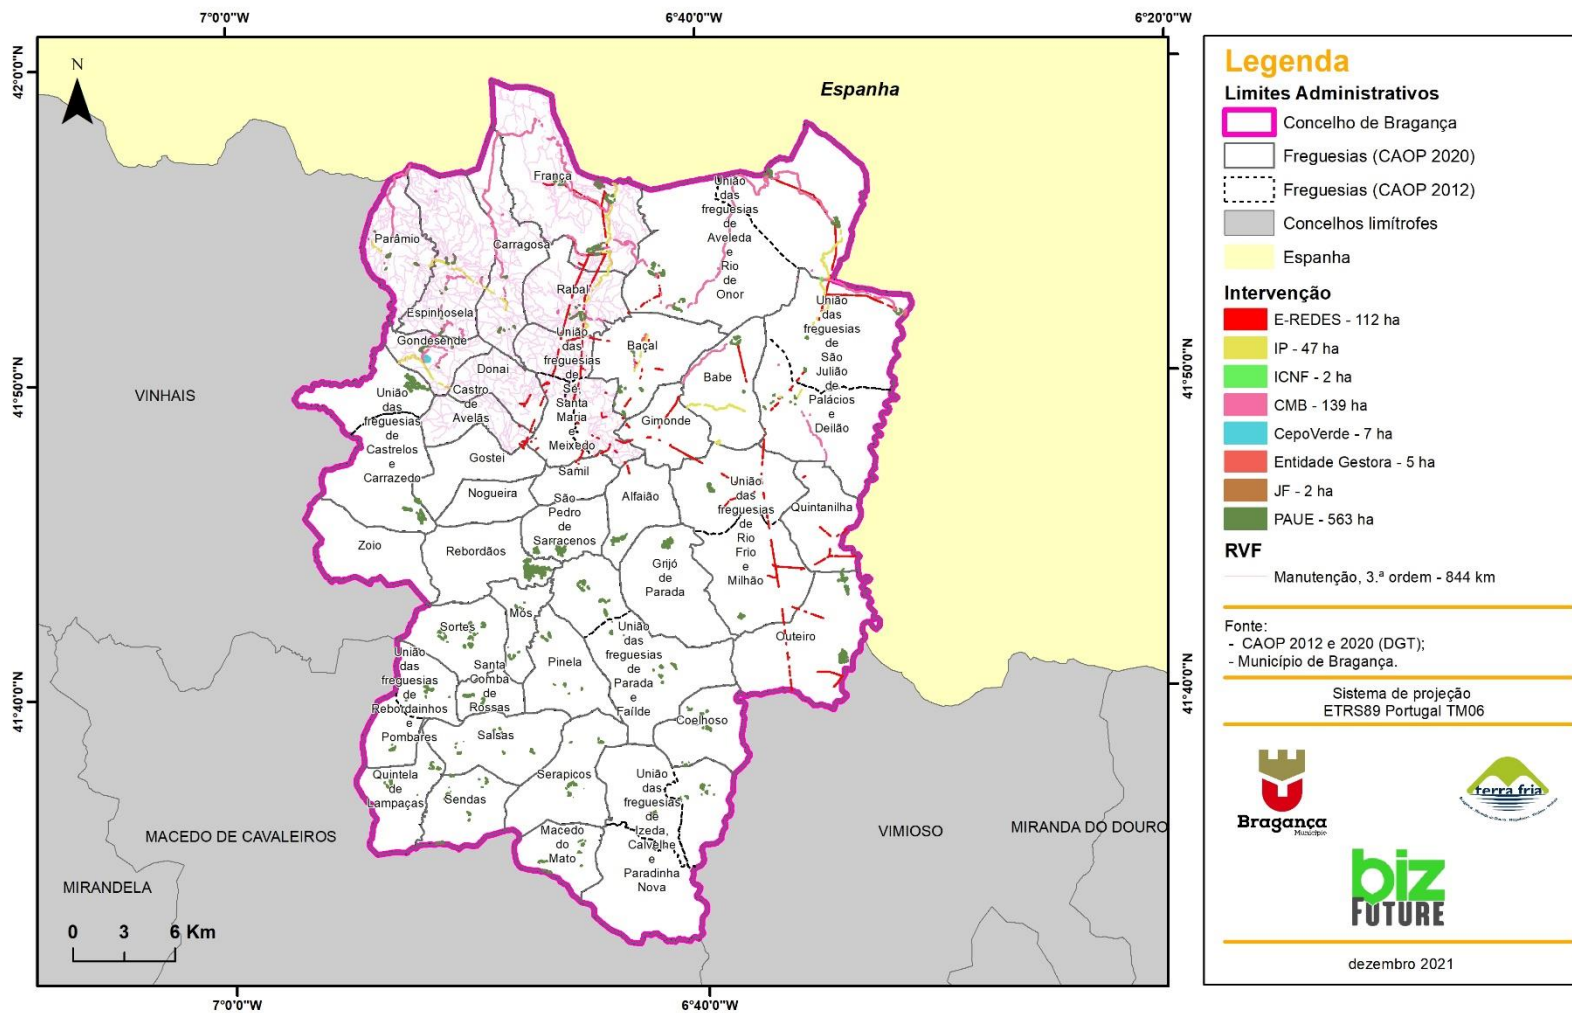 7°0'0"W
6°40'0"W
6°20'0"W
42°0'0"N
41°50'0"N
41°40'0"N
41°50'0"N
41°40'0"N
7°0'0"W
6°40'0"W
N
Espanha
VINHAIS
MACEDO DE CAVALEIROS
MIRANDELA
VIMIOSO
MIRANDA DO DOURO
0 3 6 Km
França
Parâmio
Carragosa
União
das
freguesias
de
Aveleda
e
Rio
de
Onor
Rabal
Espinhosela
Gondesende
União
das
freguesias
de
Sé
Santa
Maria
e
Meixedo
Baçal
União
das
freguesias
de
São
Julião
de
Palácios
e
Deilão
Donai
Babe
Castro
de
Avelãs
União
das
freguesias
de
Castrelos
e
Carrazedo
Gimonde
Gostei
Samil
Nogueira
São
Pedro
de
Sarracenos
Alfaião
União
das
freguesias
de
Rio
Frio
e
Milhão
Quintanilha
Zoio
Rebordãos
Grijó
de
Parada
Mós
Sortes
União
das
freguesias
de
Rebordainhos
e
Pombares
Santa
Comba
de
Rossas
Pinela
União
das
freguesias
de
Parada
e
Faílde
Outeiro
Coelhoso
Salsas
Quintela
de
Lampaças
Sendas
Serapicos
União
das
freguesias
de
Izeda,
Calvelhe
e
Paradinha
Nova
Macedo
do
Mato
Legenda
Limites Administrativos
Concelho de Bragança
Freguesias (CAOP 2020)
Freguesias (CAOP 2012)
Concelhos limítrofes
Espanha
Intervenção
E-REDES - 112 ha
IP - 47 ha
ICNF - 2 ha
CMB - 139 ha
CepoVerde - 7 ha
Entidade Gestora - 5 ha
JF - 2 ha
PAUE - 563 ha
RVF
Manutenção, 3.ª ordem - 844 km
Fonte:
- CAOP 2012 e 2020 (DGT);
- Município de Bragança.
Sistema de projeção
ETRS89 Portugal TM06
Bragança
Município
terra fria
biz
FUTURE
dezembro 2021